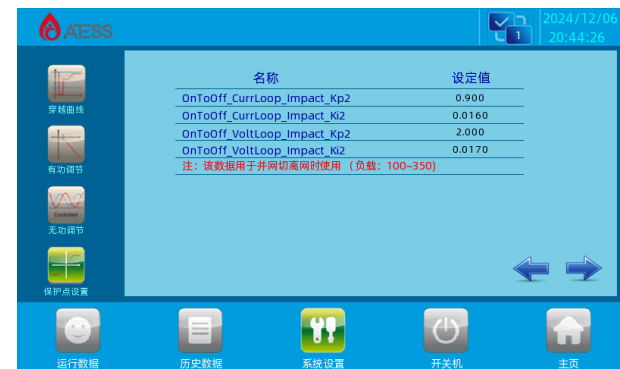 ATESS
1
2024/12/06
20:44:26
穿越曲线
有功调节
Controlled
无功调节
保护点设置
名称 设定值
OnToOff_CurrLoop_Impact_Kp2 0.900
OnToOff_CurrLoop_Impact_Ki2 0.0160
OnToOff_VoltLoop_Impact_Kp2 2.000
OnToOff_VoltLoop_Impact_Ki2 0.0170
注：该数据用于并网切离网时使用 （负载：100~350)
运行数据 历史数据 系统设置 开关机 主页